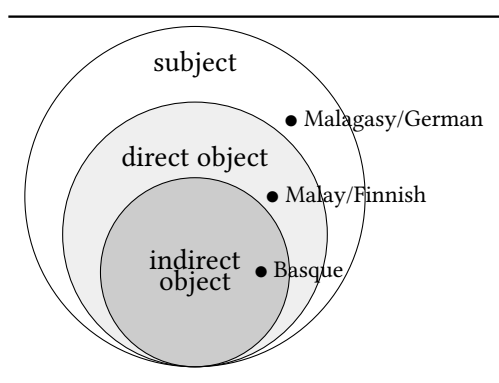 subject
Malagasy/German
direct object
Malay/Finnish
indirect
object
Basque